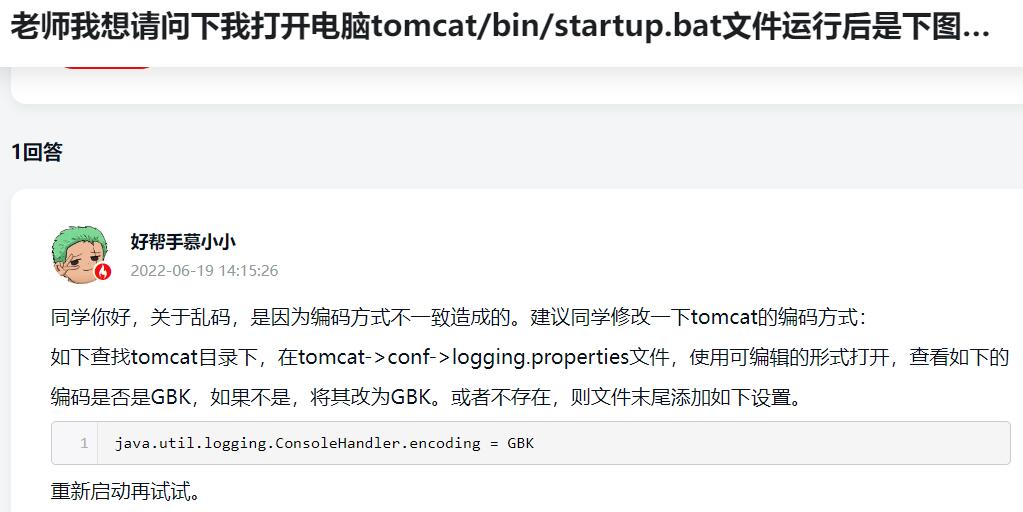 老师我想请问下我打开电脑tomcat/bin/startup.bat文件运行后是下图...
1回答
好帮手慕小小
2022-06-19 14:15:26
同学你好，关于乱码，是因为编码方式不一致造成的。建议同学修改一下tomcat的编码方式：
如下查找tomcat目录下，在tomcat->conf->logging.properties文件，使用可编辑的形式打开，查看如下的
编码是否是GBK，如果不是，将其改为GBK。或者不存在，则文件末尾添加如下设置。
1 java.util.logging.ConsoleHandler.encoding = GBK
重新启动再试试。